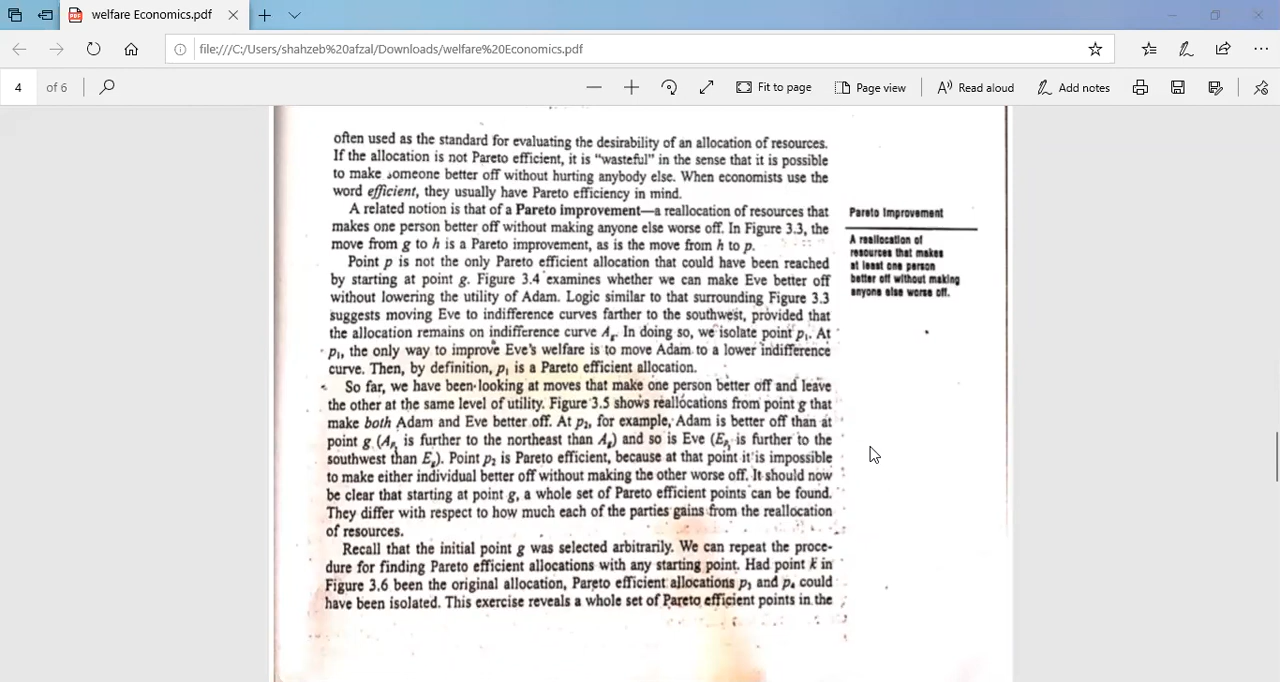 welfare Economics.pdf
file:///C:/Users/shahzeb%20afzal/Downloads/welfare%20Economics.pdf
4 of 6
Fit to page
Page view
Read aloud
Add notes
often used as the standard for evaluating the desirability of an allocation of resources.
If the allocation is not Pareto efficient, it is "wasteful" in the sense that it is possible
to make someone better off without hurting anybody else. When economists use the
word efficient, they usually have Pareto efficiency in mind.
A related notion is that of a Pareto improvement—a reallocation of resources that
makes one person better off without making anyone else worse off. In Figure 3.3, the
move from g to h is a Pareto improvement, as is the move from h to p.
Point p is not the only Pareto efficient allocation that could have been reached
by starting at point g. Figure 3.4 examines whether we can make Eve better off
without lowering the utility of Adam. Logic similar to that surrounding Figure 3.3
suggests moving Eve to indifference curves farther to the southwest, provided that
the allocation remains on indifference curve Ag. In doing so, we isolate point p₁. At
p₁, the only way to improve Eve's welfare is to move Adam to a lower indifference
curve. Then, by definition, p₁ is a Pareto efficient allocation.
So far, we have been looking at moves that make one person better off and leave
the other at the same level of utility. Figure 3.5 shows reallocations from point g that
make both Adam and Eve better off. At p₂, for example, Adam is better off than at
point g (Ap₂ is further to the northeast than Ag) and so is Eve (Ep₂ is further to the
southwest than Eg). Point p₂ is Pareto efficient, because at that point it is impossible
to make either individual better off without making the other worse off. It should now
be clear that starting at point g, a whole set of Pareto efficient points can be found.
They differ with respect to how much each of the parties gains from the reallocation
of resources.
Recall that the initial point g was selected arbitrarily. We can repeat the proce-
dure for finding Pareto efficient allocations with any starting point. Had point k in
Figure 3.6 been the original allocation, Pareto efficient allocations p₃ and p₄ could
have been isolated. This exercise reveals a whole set of Pareto efficient points in the
Pareto Improvement
A reallocation of
resources that makes
at least one person
better off without making
anyone else worse off.